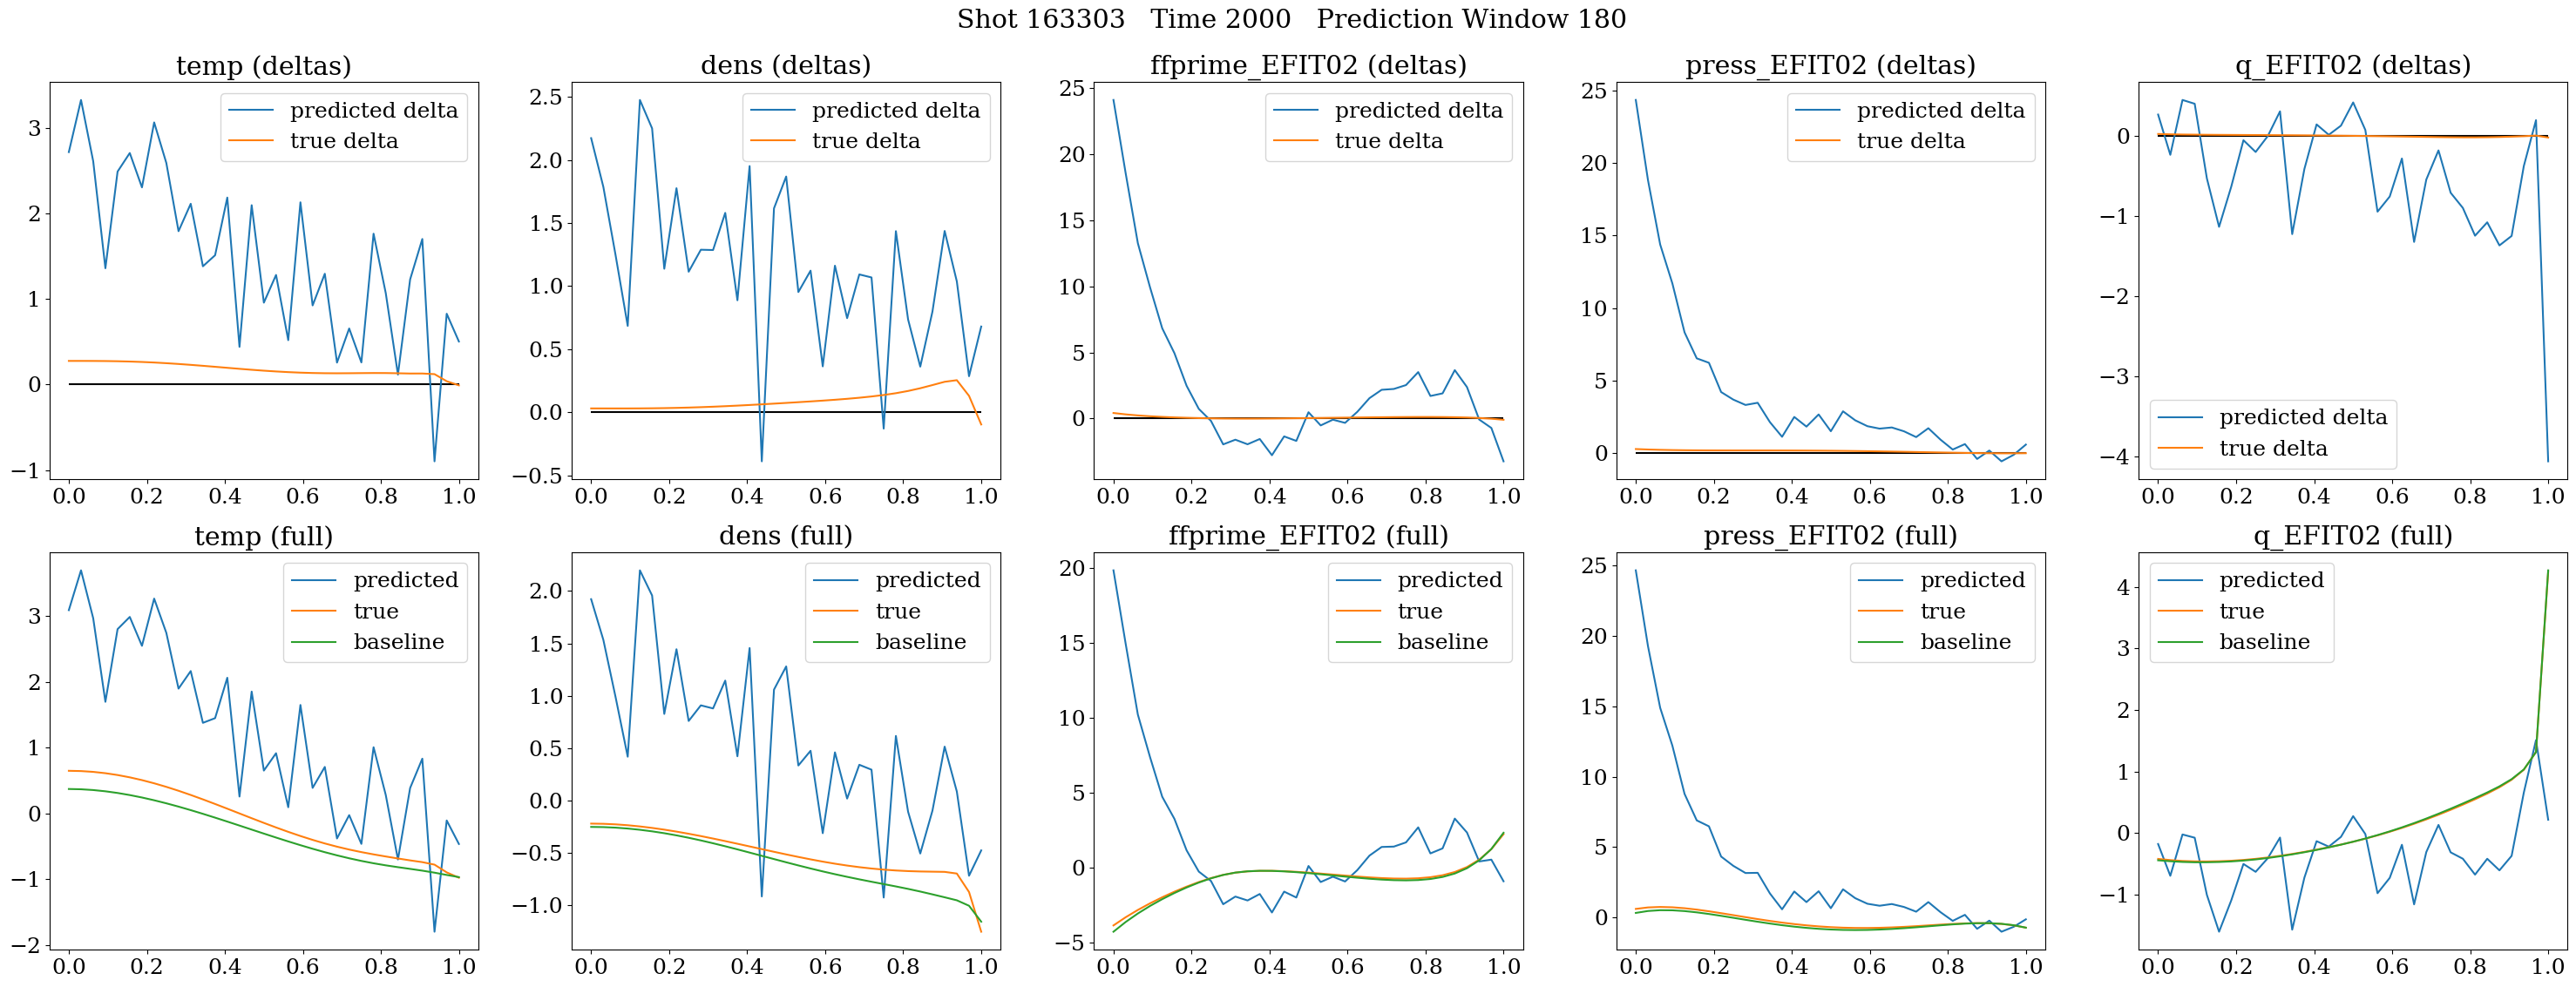 Shot 163303   Time 2000   Prediction Window 180
temp (deltas)
predicted delta
true delta
3
2
1
0
−1
0.0 0.2 0.4 0.6 0.8 1.0
dens (deltas)
predicted delta
true delta
2.5
2.0
1.5
1.0
0.5
0.0
−0.5
0.0 0.2 0.4 0.6 0.8 1.0
ffprime_EFIT02 (deltas)
predicted delta
true delta
25
20
15
10
5
0
0.0 0.2 0.4 0.6 0.8 1.0
press_EFIT02 (deltas)
predicted delta
true delta
25
20
15
10
5
0
0.0 0.2 0.4 0.6 0.8 1.0
q_EFIT02 (deltas)
0
−1
−2
−3
−4
predicted delta
true delta
0.0 0.2 0.4 0.6 0.8 1.0
temp (full)
predicted
true
baseline
3
2
1
0
−1
−2
0.0 0.2 0.4 0.6 0.8 1.0
dens (full)
predicted
true
baseline
2.0
1.5
1.0
0.5
0.0
−0.5
−1.0
0.0 0.2 0.4 0.6 0.8 1.0
ffprime_EFIT02 (full)
predicted
true
baseline
20
15
10
5
0
−5
0.0 0.2 0.4 0.6 0.8 1.0
press_EFIT02 (full)
predicted
true
baseline
25
20
15
10
5
0
0.0 0.2 0.4 0.6 0.8 1.0
q_EFIT02 (full)
predicted
true
baseline
4
3
2
1
0
−1
0.0 0.2 0.4 0.6 0.8 1.0